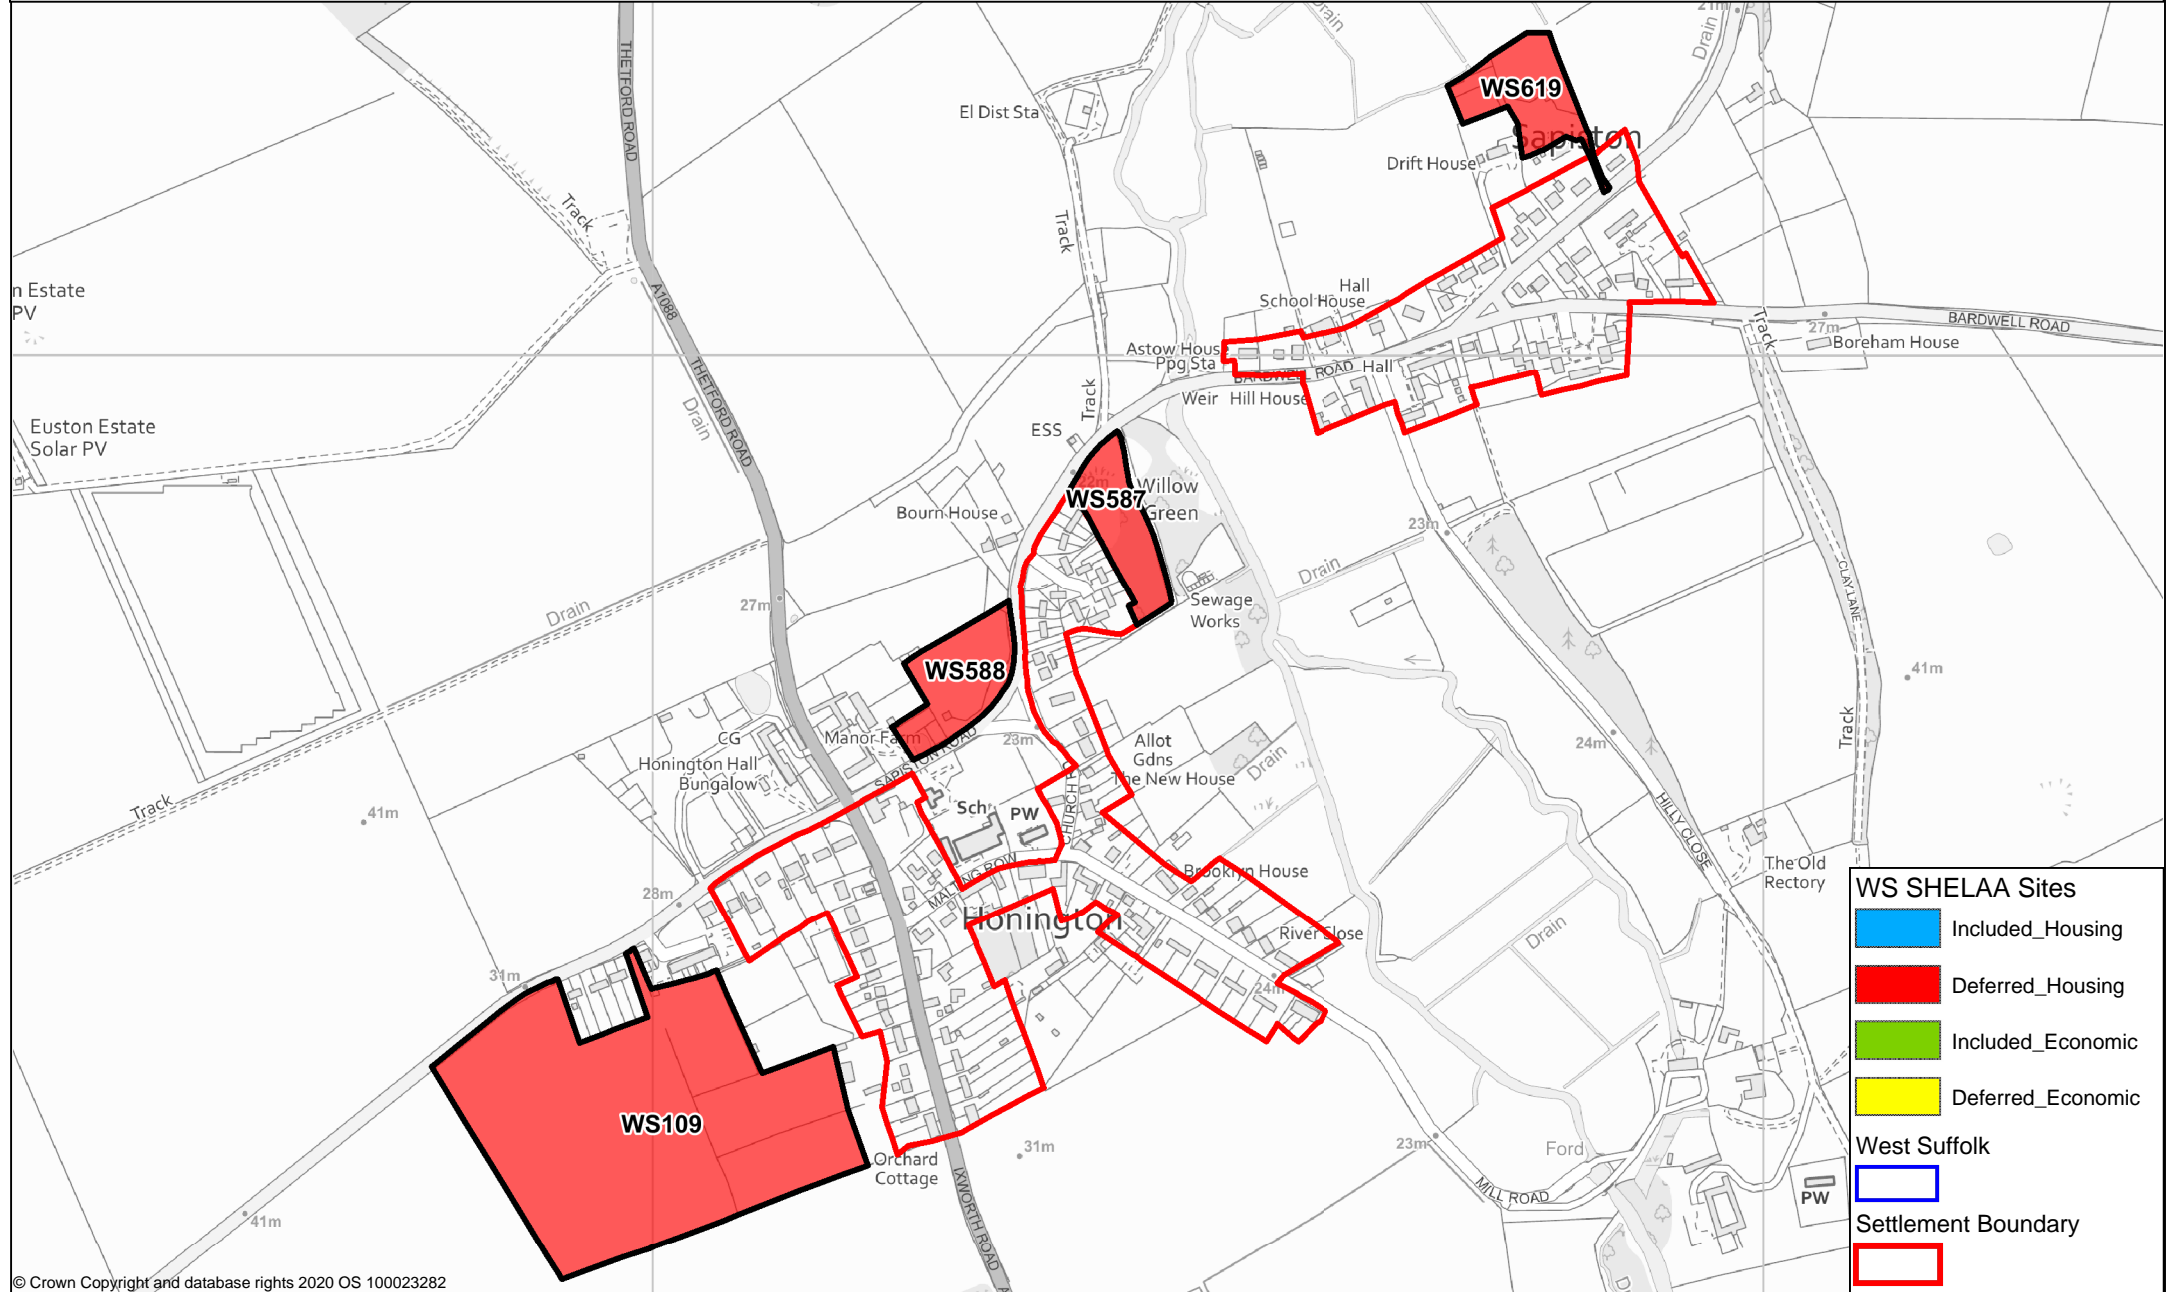 21m
Drain
Drain
THETFORD ROAD
WS619
El Dist Sta
Sapiston
Drift House
Track
Track
A1088
n Estate
PV
Hall
School House
27m
BARDWELL ROAD
Track
Boreham House
Astow House
Ppg Sta
BARDWELL ROAD
Hall
THETFORD ROAD
Drain
Track
Weir
Hill House
Euston Estate
Solar PV
ESS
22m
WS587
Willow
Green
Bourn House
23m
Drain
CLAY LANE
27m
Drain
Sewage
Works
WS588
41m
Track
24m
CG
Manor Farm
SAPISTON ROAD
23m
Allot
Gdns
The New House
Drain
Honington Hall
Bungalow
Track
41m
Sch
PW
CHURCH R
HILLY CLOSE
MALTING ROW
Brooklyn House
The Old
Rectory
28m
Honington
River Close
Drain
31m
24m
WS109
Orchard
Cottage
31m
23m
Ford
IXWORTH ROAD
MILL ROAD
PW
41m
D
A
WS SHELAA Sites
Included_Housing
Deferred_Housing
Included_Economic
Deferred_Economic
West Suffolk
Settlement Boundary
© Crown Copyright and database rights 2020 OS 100023282